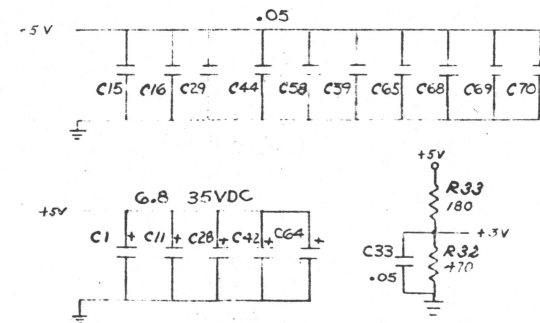 .05
-5V
C15 C16 C29 C44 C58 C39 C65 C68 C69 C70
6.8 35VDC
+5V
C1 + C11 + C28 + C42 + C64 +
+5V
R33
180
+3V
C33
.05
R32
470